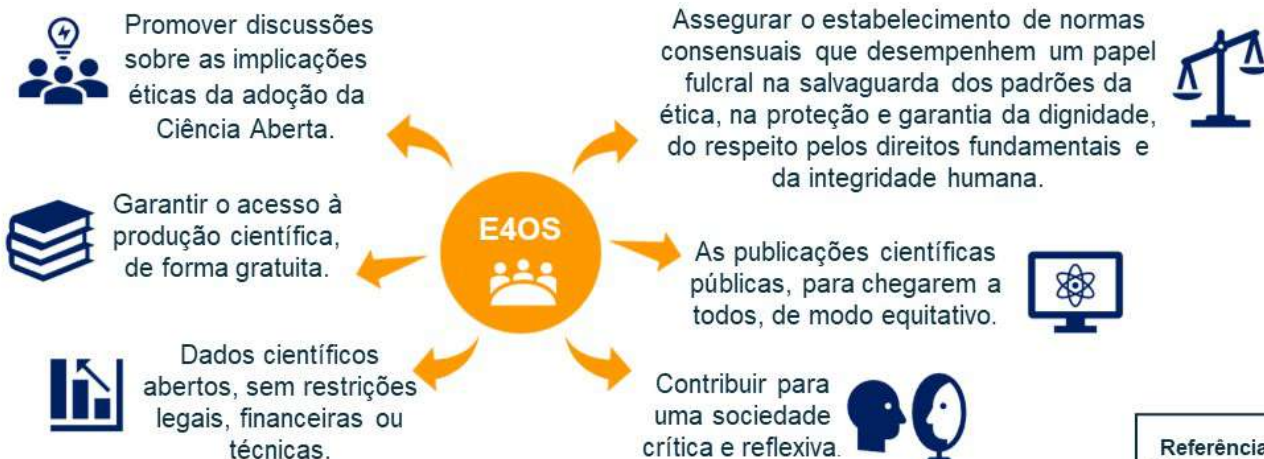 Promover discussões
sobre as implicações
éticas da adoção da
Ciência Aberta.
Assegurar o estabelecimento de normas
consensuais que desempenhem um papel
fulcral na salvaguarda dos padrões da
ética, na proteção e garantia da dignidade,
do respeito pelos direitos fundamentais e
da integridade humana.
Garantir o acesso à
produção científica,
de forma gratuita.
E4OS
As publicações científicas
públicas, para chegarem a
todos, de modo equitativo.
Dados científicos
abertos, sem restrições
legais, financeiras ou
técnicas.
Contribuir para
uma sociedade
crítica e reflexiva.
Referência